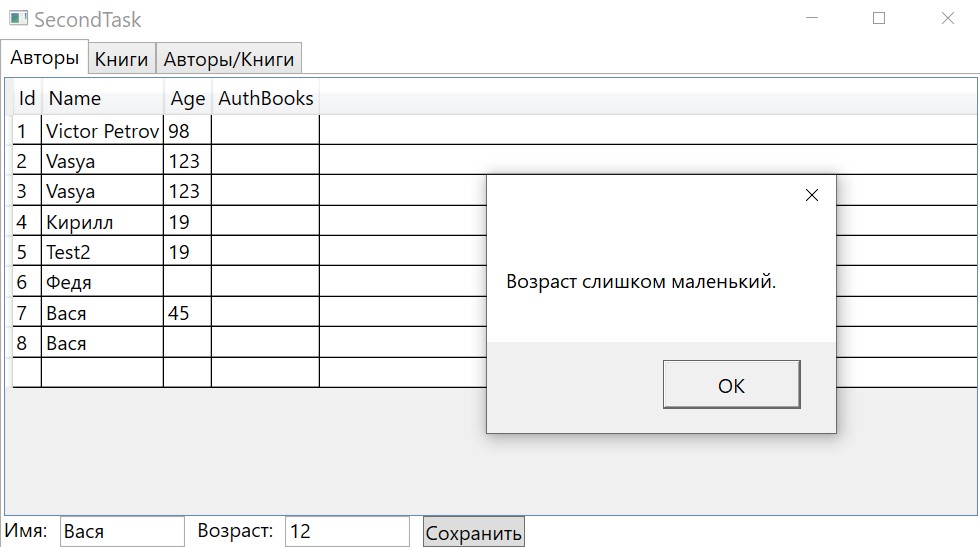 SecondTask
Авторы Книги Авторы/Книги
Id Name Age AuthBooks
1 Victor Petrov 98
2 Vasya 123
3 Vasya 123
4 Кирилл 19
5 Test2 19
6 Федя
7 Вася 45
8 Вася
Возраст слишком маленький.
OK
Имя: Вася Возраст: 12 Сохранить